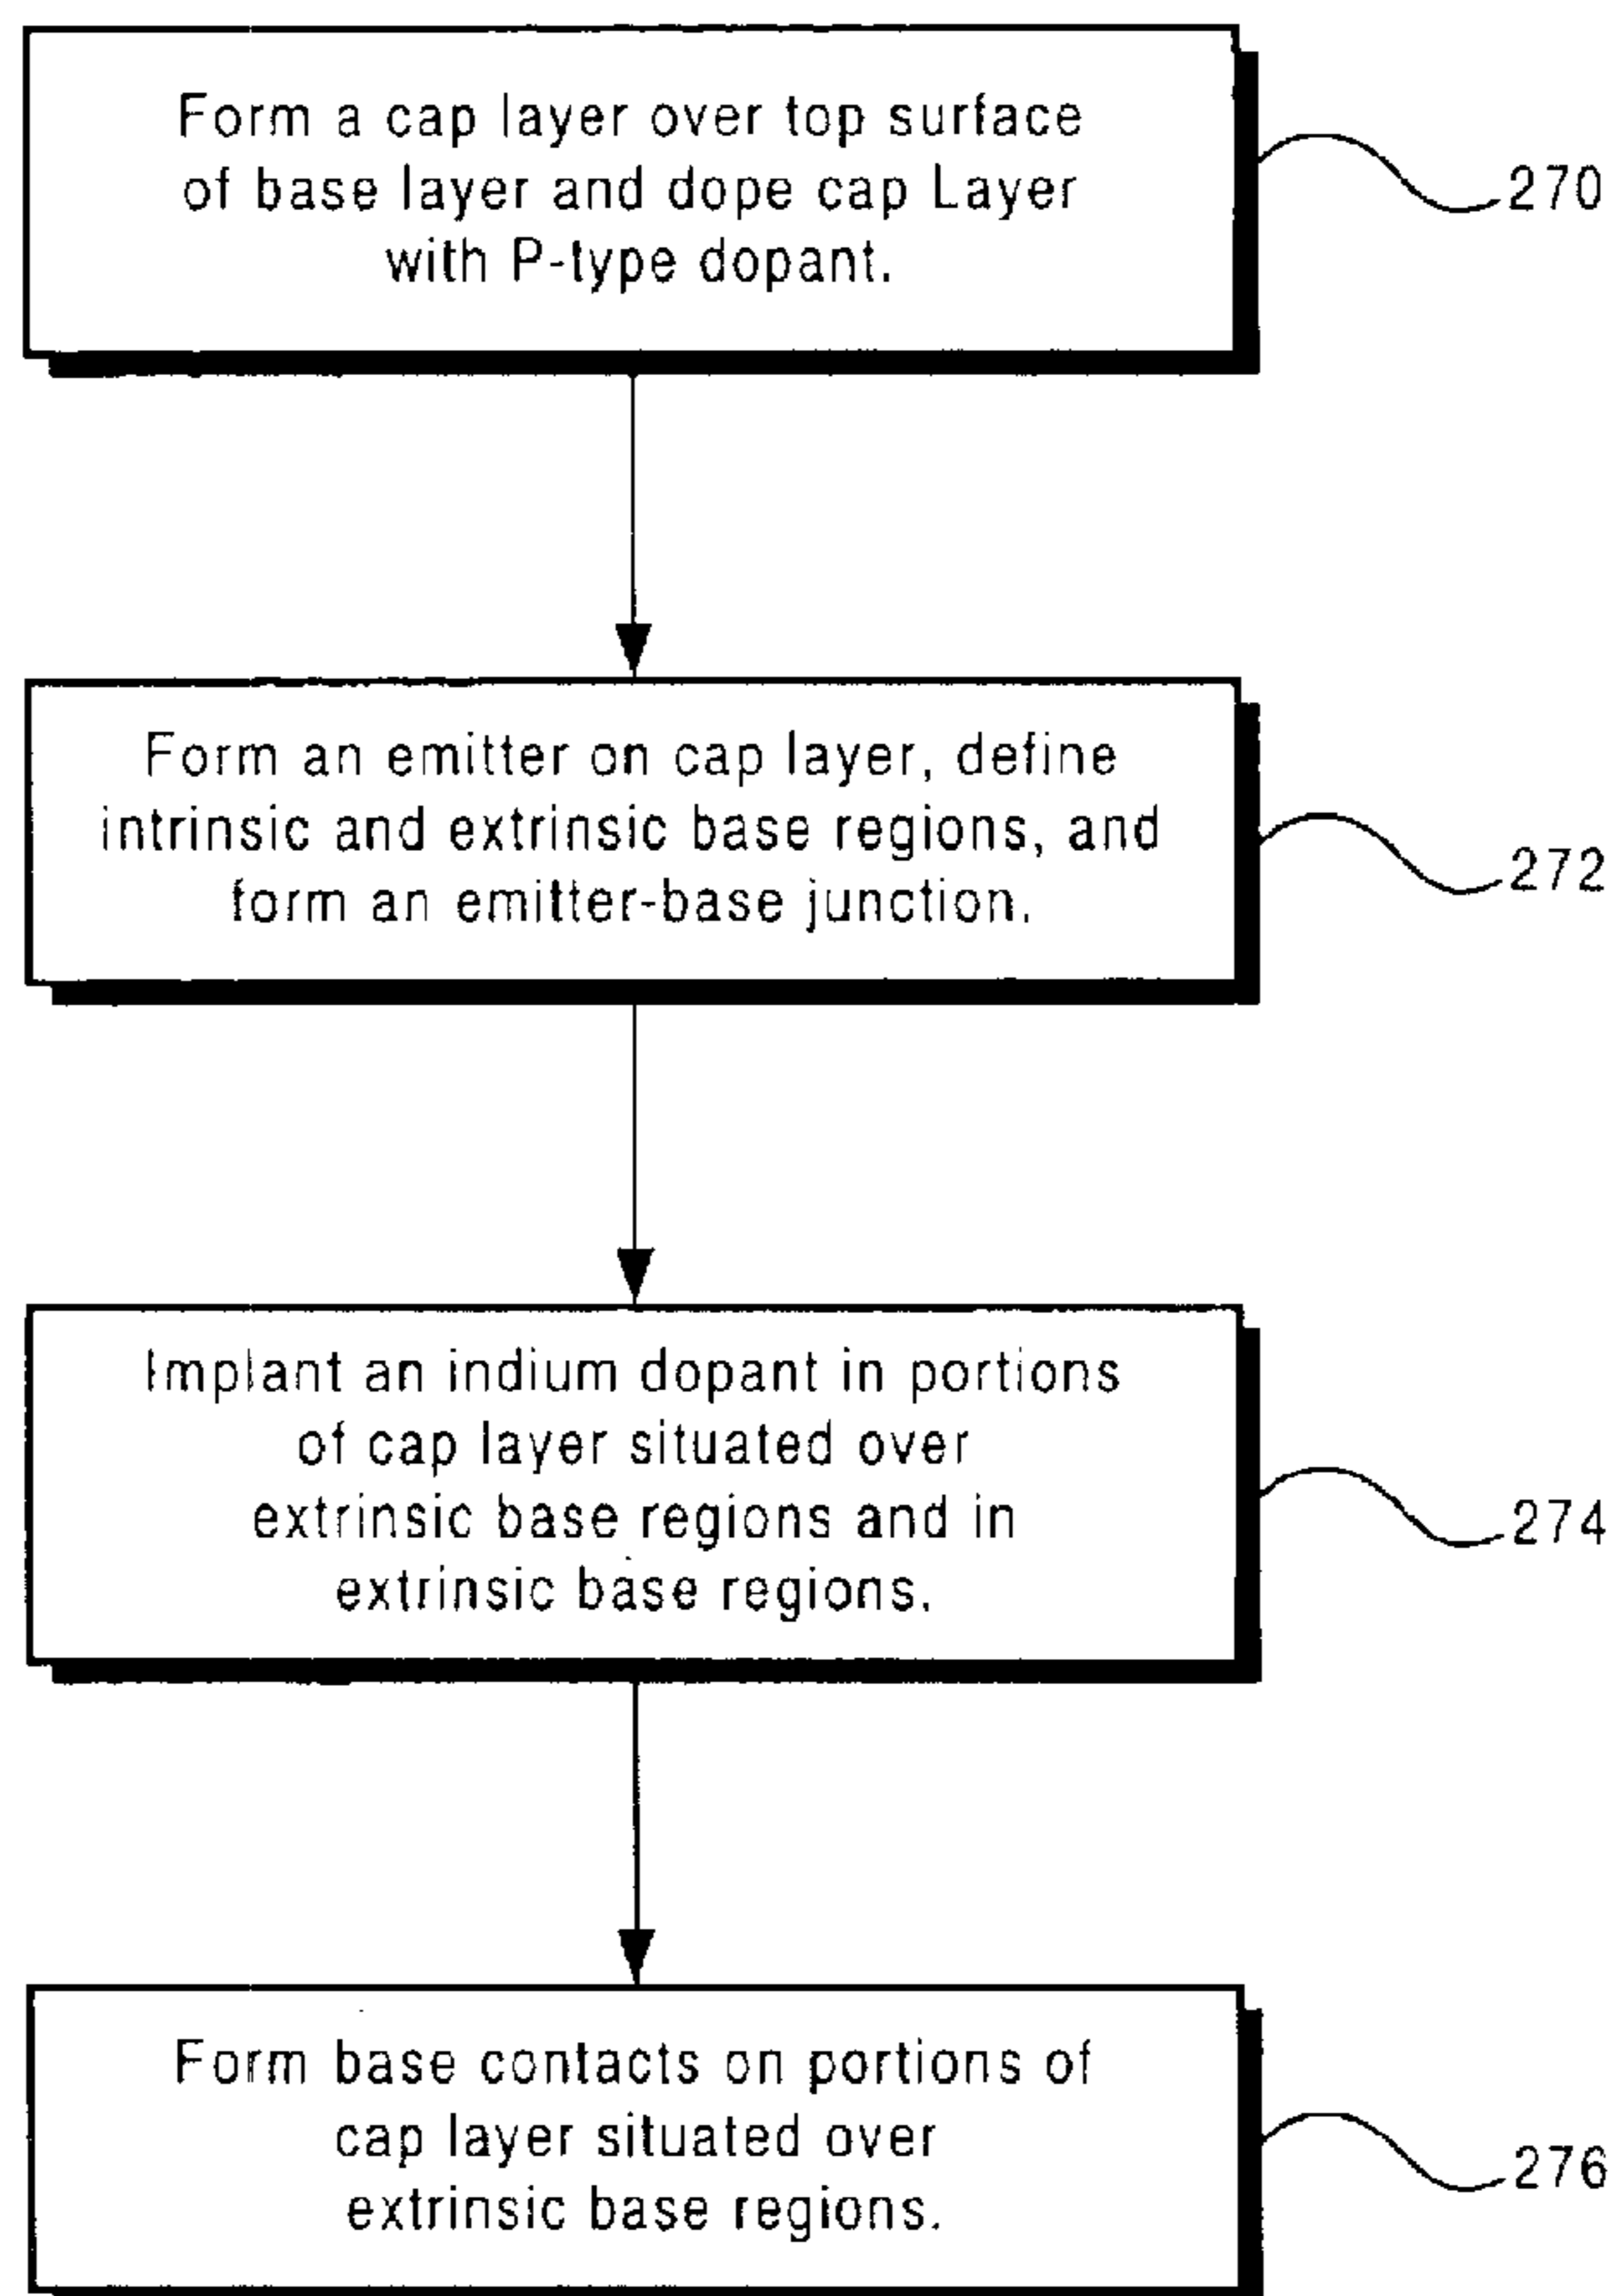 Form a cap layer over top surface
of base layer and dope cap Layer
with P-type dopant.
270
Form an emitter on cap layer, define
intrinsic and extrinsic base regions, and
form an emitter-base junction.
272
Implant an indium dopant in portions
of cap layer situated over
extrinsic base regions and in
extrinsic base regions.
274
Form base contacts on portions of
cap layer situated over
extrinsic base regions.
276